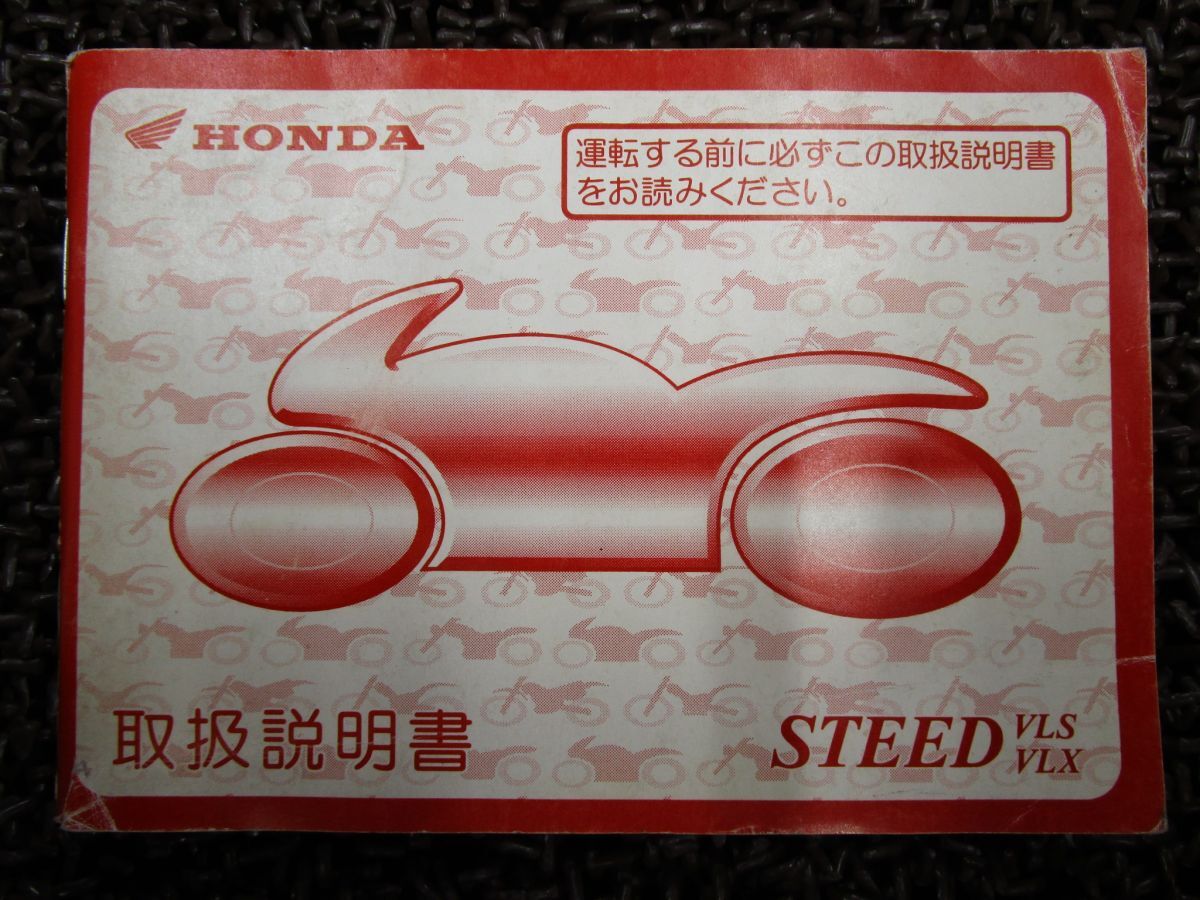 HONDA
運転する前に必ずこの取扱説明書
をお読みください。
取扱説明書
STEED VLS
VLX